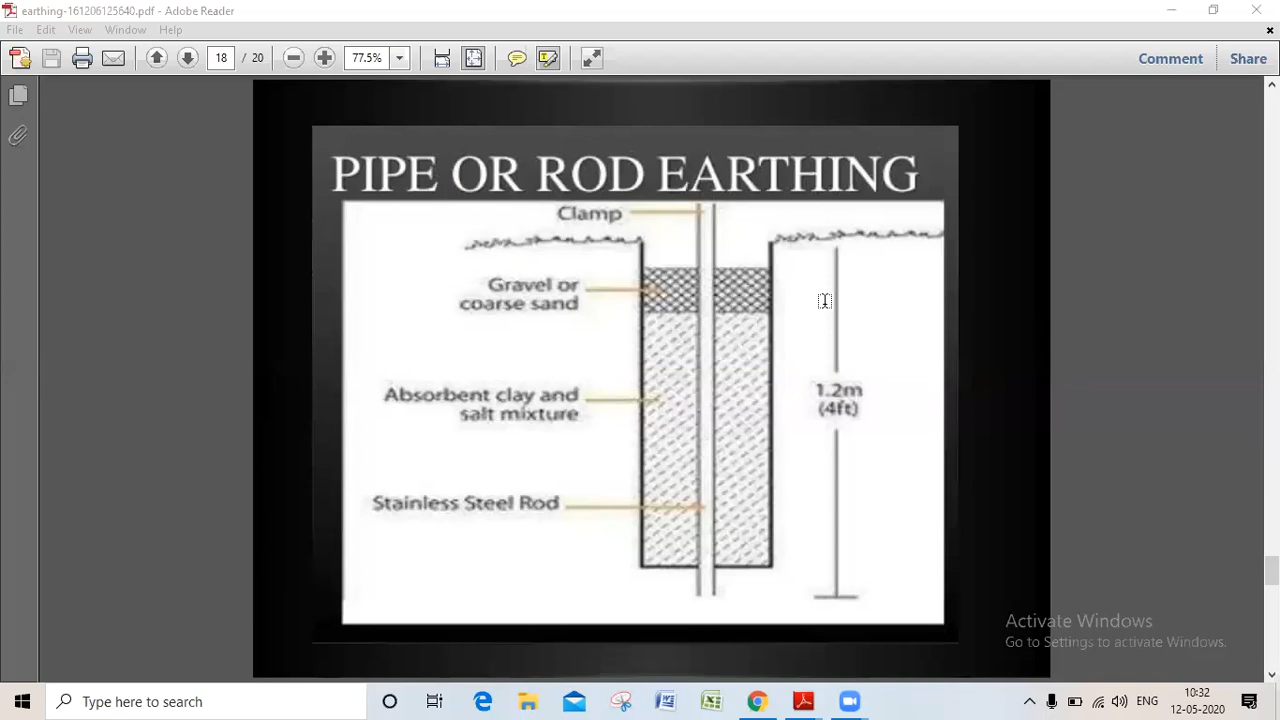 earthing-161206125640.pdf - Adobe Reader
File Edit View Window Help
18 / 20 77.5% Comment Share
PIPE OR ROD EARTHING
Clamp
Gravel or
coarse sand
Absorbent clay and
salt mixture
1.2m
(4ft)
Stainless Steel Rod
Activate Windows
Go to Settings to activate Windows.
Type here to search
ENG
10:32
12-05-2020